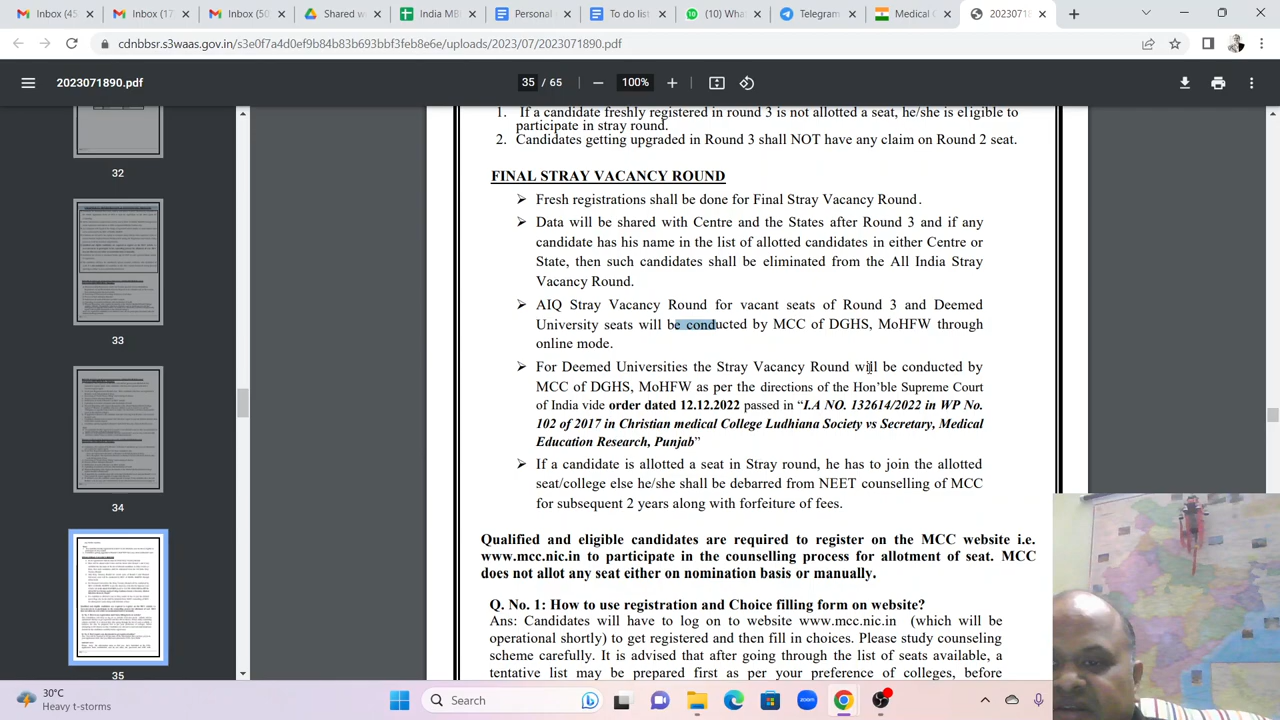 Inbox (45
Inbox (17
Inbox (50
Shared w
India MB
Personal
To do list
(10) What
Telegram
Medical C
2023071890.pdf
cdnbbsr.s3waas.gov.in/s3e0f7a4d0ef9b84b83b693bbf3feb8e6e/uploads/2023/07/2023071890.pdf
2023071890.pdf
35 / 65
100%
32
33
34
35
1. If a candidate freshly registered in round 3 is not allotted a seat, he/she is eligible to
participate in stray round.
2. Candidates getting upgraded in Round 3 shall NOT have any claim on Round 2 seat.
FINAL STRAY VACANCY ROUND
registrations shall be done for Final Stray Vacancy Round.
Data will be shared with Centre and the States after Round 3 and if any
candidate has his name in the list of allotted candidates in either Centre or
State, then such candidates shall be eliminated from the All India Stray
Vacancy Round.
AIQ Stray Vacancy Round for vacant seats of Round 3 and Deemed
University seats will be conducted by MCC of DGHS, MoHFW through
online mode.
For Deemed Universities the Stray Vacancy Round will be conducted by
MCC of DGHS, MoHFW as per the directions of the Hon'ble Supreme Court
of India vide order dated 12.12.2022 passed in "I.A NO. 132614/2022 in WP No.
of 2017 in Christian medical College Ludhiana Society vs Secretary, Medical
Education Research, Punjab"
If a candidate is allotted a seat in Stray round, he has to join the allotted
seat/college else he/she shall be debarred from NEET counselling of MCC
for subsequent 2 years along with forfeiture of fees.
Qualified and eligible candidates are required to register on the MCC website i.e.
www.mcc.nic.in to participate in the counselling process for allotment of seat. MCC
does not allot any seat either on nomination basis or manually.
Q. No. how to use registration and Choice filling form on website?
Ans: Candidates will have to log on to website www.mcc.nic.in (which will be
operational shortly) to get registered and then fill in choices. Please study counseling
scheme carefully. It is advised that after going through the list of seats available, a
tentative list may be prepared first as per your preference of colleges, before
30°C
Heavy t-storms
Search
zoom